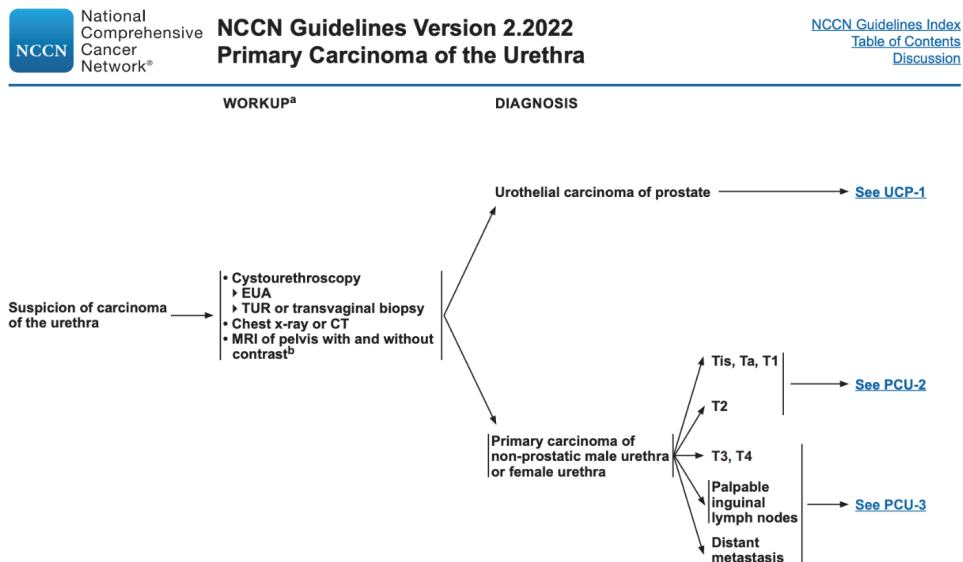 National
Comprehensive
NCCN Cancer
Network®
NCCN Guidelines Version 2.2022
Primary Carcinoma of the Urethra
NCCN Guidelines Index
Table of Contents
Discussion
WORKUPa
DIAGNOSIS
Urothelial carcinoma of prostate
See UCP-1
Suspicion of carcinoma
of the urethra
• Cystourethroscopy
‣ EUA
‣ TUR or transvaginal biopsy
• Chest x-ray or CT
• MRI of pelvis with and without
contrastb
Primary carcinoma of
non-prostatic male urethra
or female urethra
Tis, Ta, T1
T2
See PCU-2
T3, T4
Palpable
inguinal
lymph nodes
Distant
metastasis
See PCU-3